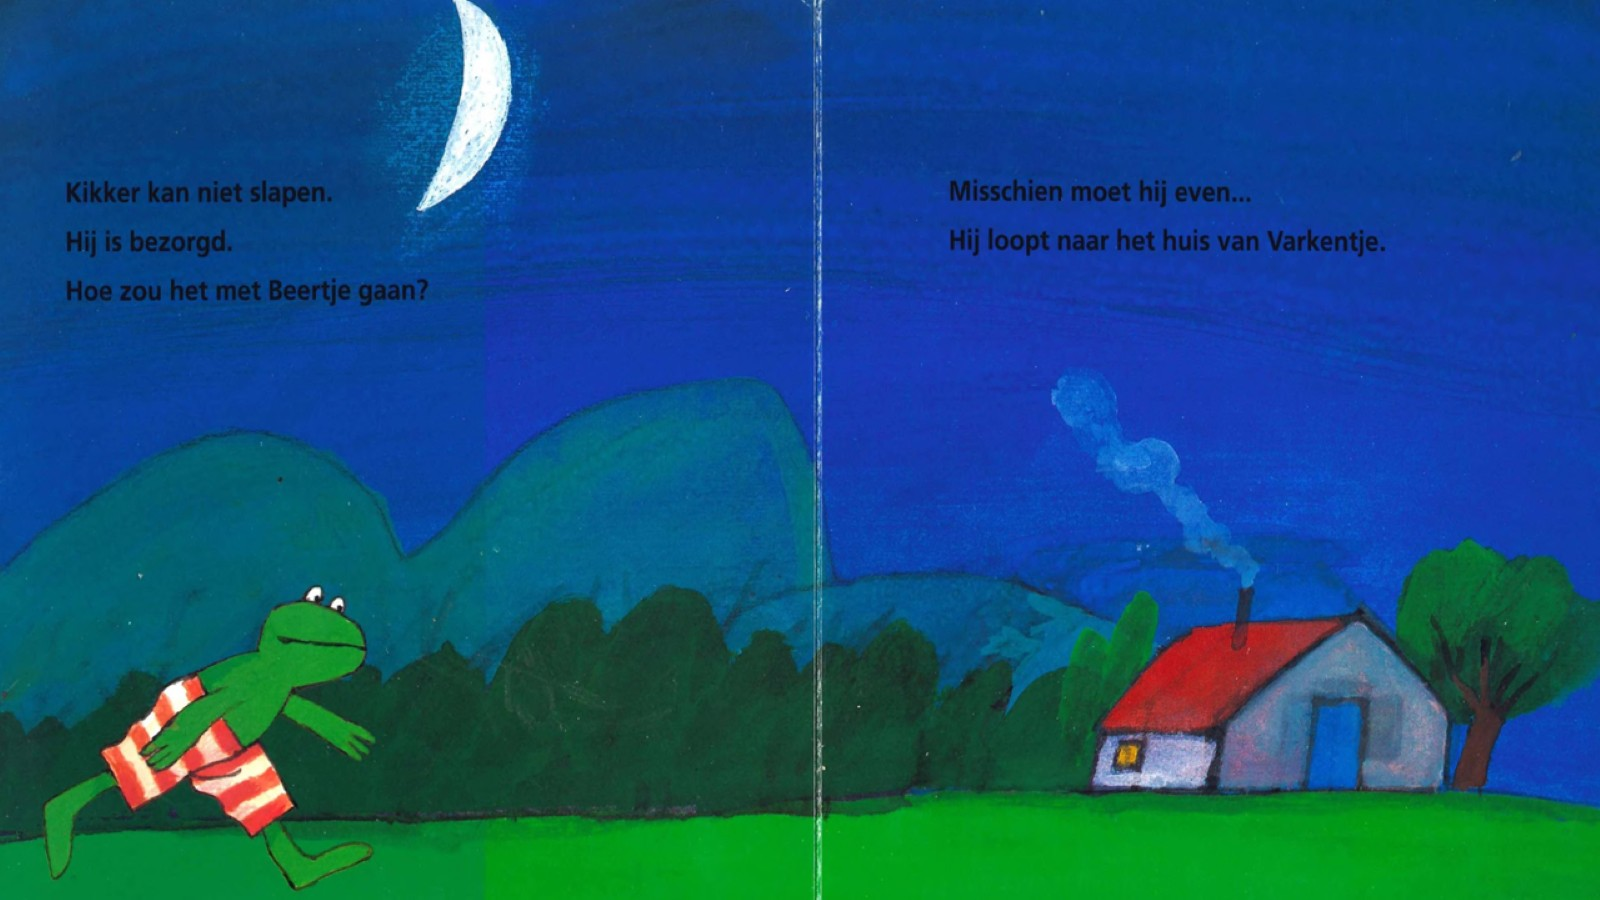 Kikker kan niet slapen.
Hij is bezorgd.
Hoe zou het met Beertje gaan?
Misschien moet hij even...
Hij loopt naar het huis van Varkentje.